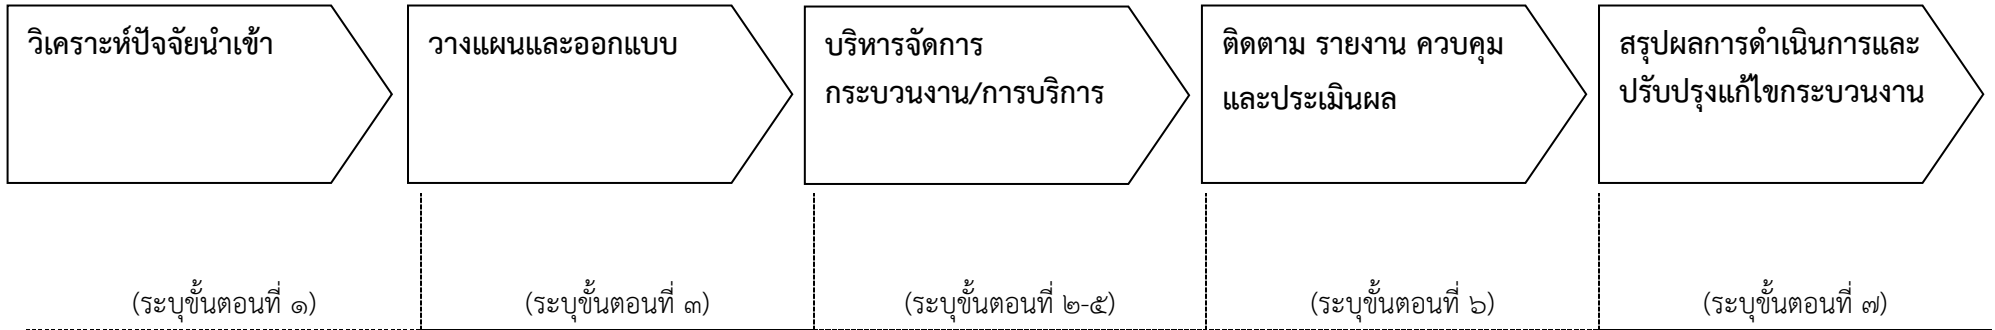 วิเคราะห์ปัจจัยนำเข้า
วางแผนและออกแบบ
บริหารจัดการ
กระบวนงาน/การบริการ
ติดตาม รายงาน ควบคุม
และประเมินผล
สรุปผลการดำเนินการและ
ปรับปรุงแก้ไขกระบวนงาน
(ระบุขั้นตอนที่ ๑)
(ระบุขั้นตอนที่ ๓)
(ระบุขั้นตอนที่ ๒-๕)
(ระบุขั้นตอนที่ ๖)
(ระบุขั้นตอนที่ ๗)